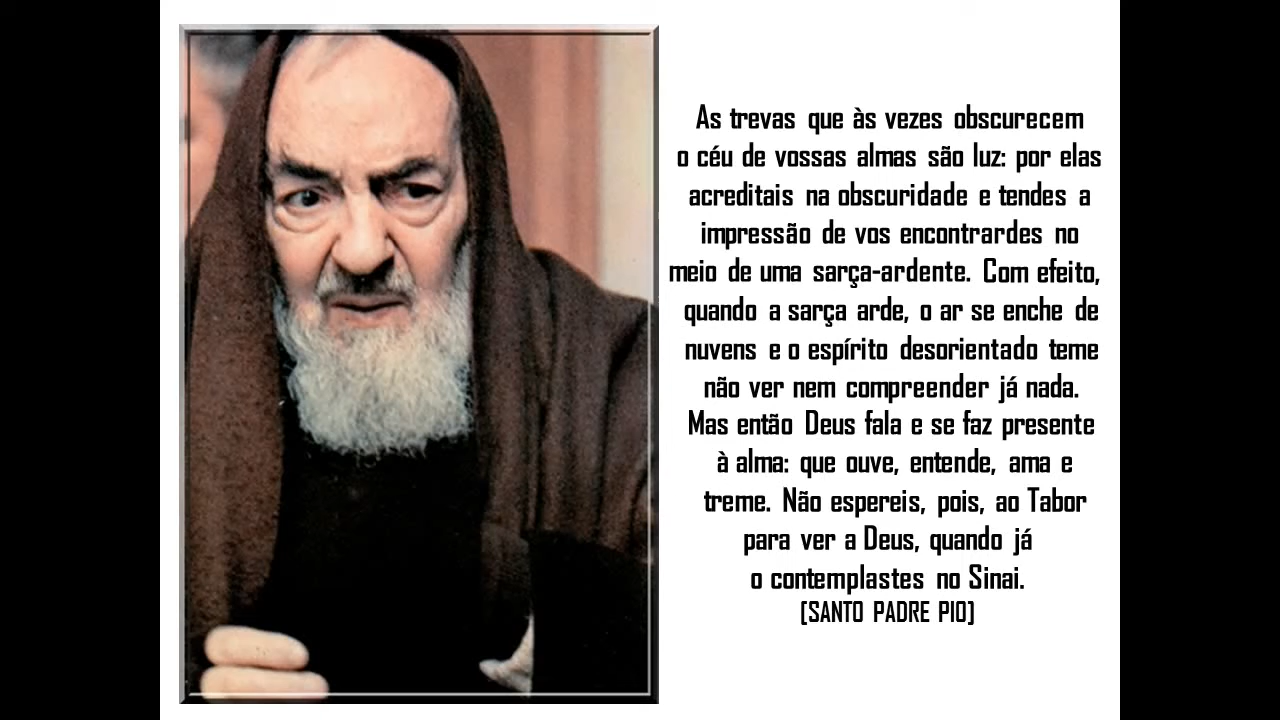 As trevas que às vezes obscurecem
o céu de vossas almas são luz: por elas
acreditais na obscuridade e tendes a
impressão de vos encontrardes no
meio de uma sarça-ardente. Com efeito,
quando a sarça arde, o ar se enche de
nuvens e o espírito desorientado teme
não ver nem compreender já nada.
Mas então Deus fala e se faz presente
à alma: que ouve, entende, ama e
treme. Não espereis, pois, ao Tabor
para ver a Deus, quando já
o contemplastes no Sinai.
[SANTO PADRE PIO]